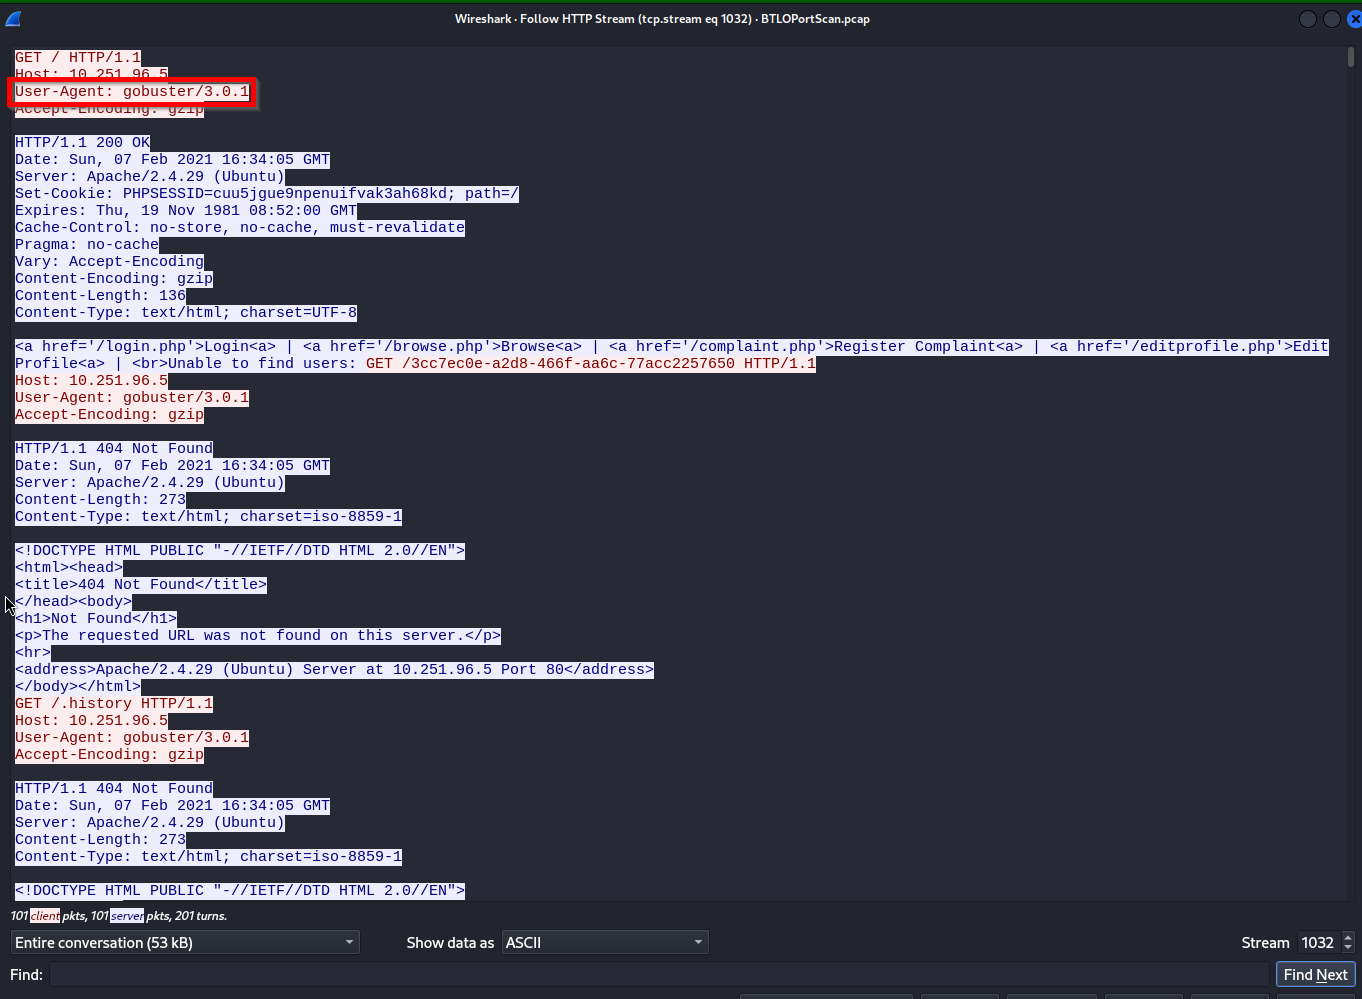 Wireshark · Follow HTTP Stream (tcp.stream eq 1032) · BTLOPortScan.pcap
GET / HTTP/1.1
Host: 10.251.96.5
User-Agent: gobuster/3.0.1
Accept-Encoding: gzip
HTTP/1.1 200 OK
Date: Sun, 07 Feb 2021 16:34:05 GMT
Server: Apache/2.4.29 (Ubuntu)
Set-Cookie: PHPSESSID=cuu5jgue9npenuifvak3ah68kd; path=/
Expires: Thu, 19 Nov 1981 08:52:00 GMT
Cache-Control: no-store, no-cache, must-revalidate
Pragma: no-cache
Vary: Accept-Encoding
Content-Encoding: gzip
Content-Length: 136
Content-Type: text/html; charset=UTF-8
<a href='/login.php'>Login<a> | <a href='/browse.php'>Browse<a> | <a href='/complaint.php'>Register Complaint<a> | <a href='/editprofile.php'>Edit
Profile<a> | <br>Unable to find users: GET /3cc7ec0e-a2d8-466f-aa6c-77acc2257650 HTTP/1.1
Host: 10.251.96.5
User-Agent: gobuster/3.0.1
Accept-Encoding: gzip
HTTP/1.1 404 Not Found
Date: Sun, 07 Feb 2021 16:34:05 GMT
Server: Apache/2.4.29 (Ubuntu)
Content-Length: 273
Content-Type: text/html; charset=iso-8859-1
<!DOCTYPE HTML PUBLIC "-//IETF//DTD HTML 2.0//EN">
<html><head>
<title>404 Not Found</title>
</head><body>
<h1>Not Found</h1>
<p>The requested URL was not found on this server.</p>
<hr>
<address>Apache/2.4.29 (Ubuntu) Server at 10.251.96.5 Port 80</address>
</body></html>
GET /.history HTTP/1.1
Host: 10.251.96.5
User-Agent: gobuster/3.0.1
Accept-Encoding: gzip
HTTP/1.1 404 Not Found
Date: Sun, 07 Feb 2021 16:34:05 GMT
Server: Apache/2.4.29 (Ubuntu)
Content-Length: 273
Content-Type: text/html; charset=iso-8859-1
<!DOCTYPE HTML PUBLIC "-//IETF//DTD HTML 2.0//EN">
101 client pkts, 101 server pkts, 201 turns.
Entire conversation (53 kB) Show data as ASCII Stream 1032
Find: Find Next